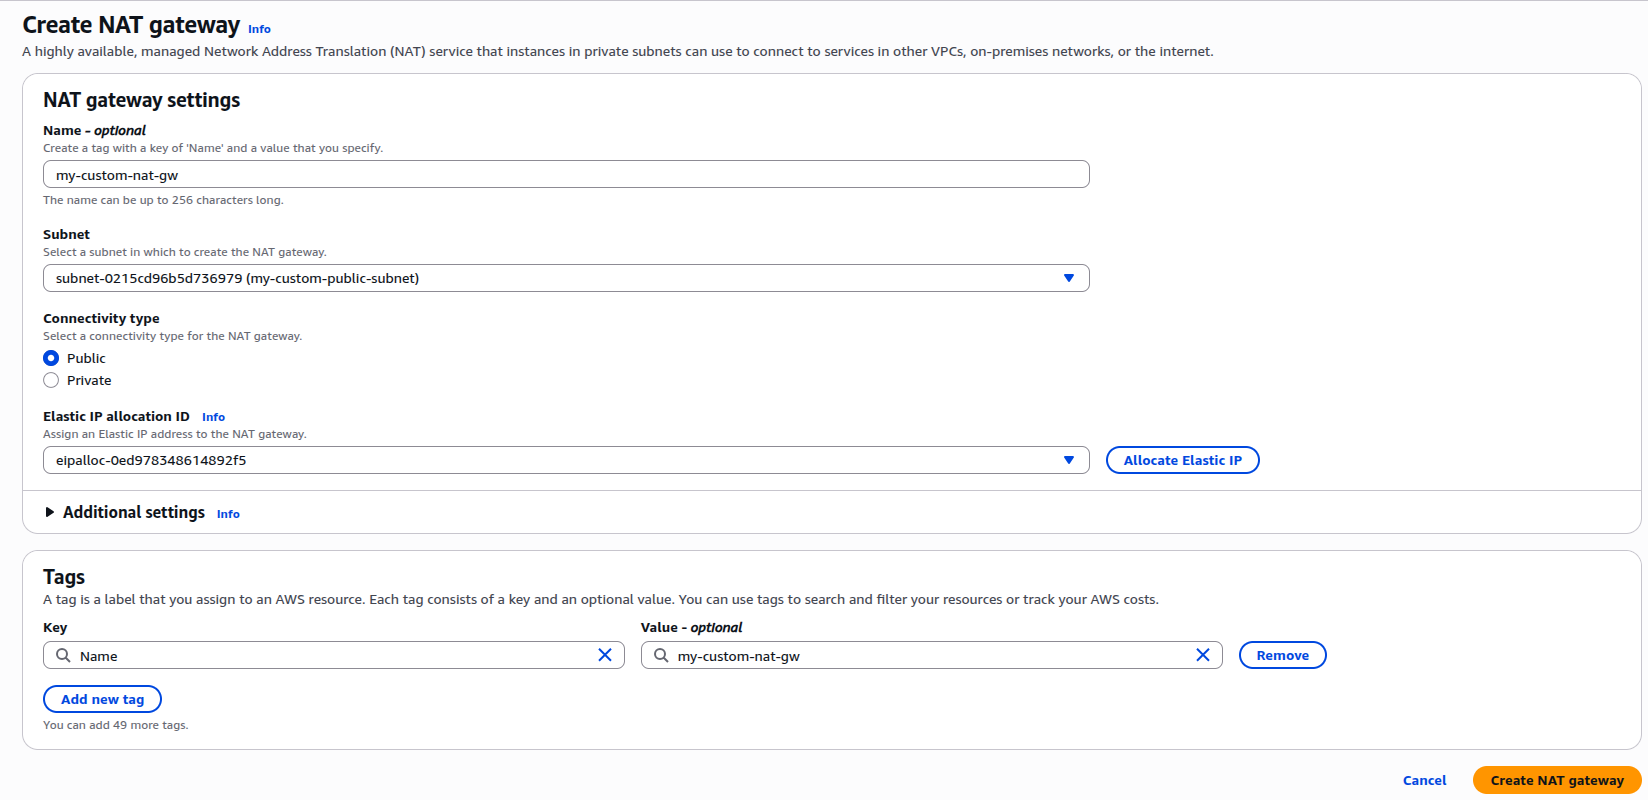 Create NAT gateway Info
A highly available, managed Network Address Translation (NAT) service that instances in private subnets can use to connect to services in other VPCs, on-premises networks, or the internet.
NAT gateway settings
Name - optional
Create a tag with a key of 'Name' and a value that you specify.
my-custom-nat-gw
The name can be up to 256 characters long.
Subnet
Select a subnet in which to create the NAT gateway.
subnet-0215cd96b5d736979 (my-custom-public-subnet)
Connectivity type
Select a connectivity type for the NAT gateway.
Public
Private
Elastic IP allocation ID Info
Assign an Elastic IP address to the NAT gateway.
eipalloc-0ed978348614892f5 Allocate Elastic IP
Additional settings Info
Tags
A tag is a label that you assign to an AWS resource. Each tag consists of a key and an optional value. You can use tags to search and filter your resources or track your AWS costs.
Key Value - optional
Name my-custom-nat-gw Remove
Add new tag
You can add 49 more tags.
Cancel Create NAT gateway